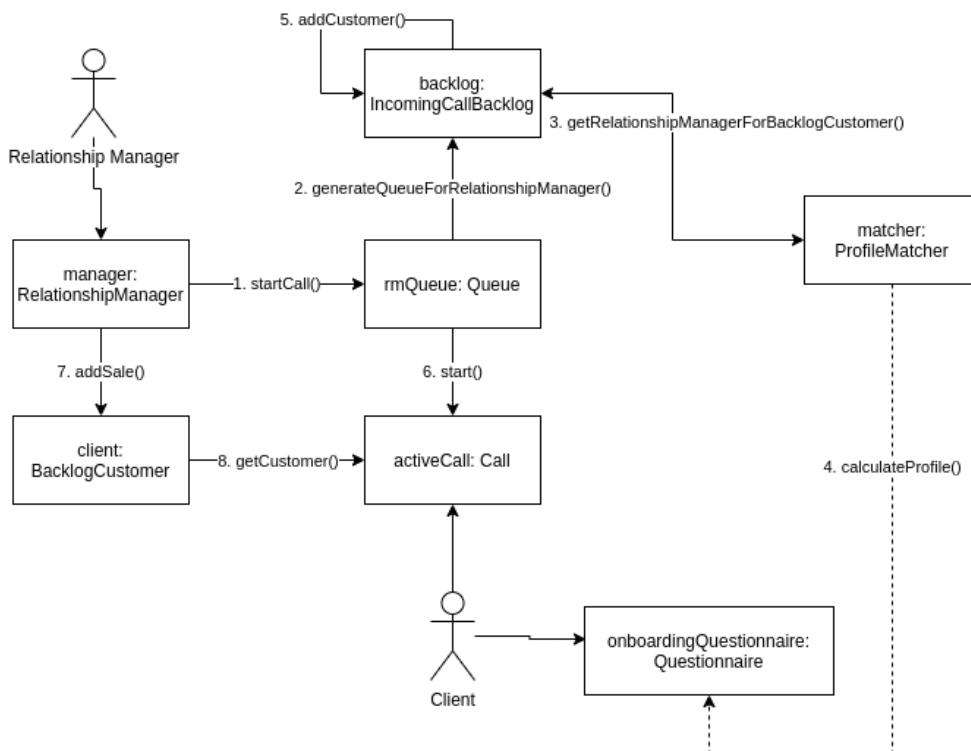 5. addCustomer()
backlog:
IncomingCallBacklog
3. getRelationshipManagerForBacklogCustomer()
Relationship Manager
2. generateQueueForRelationshipManager()
matcher:
ProfileMatcher
manager:
RelationshipManager
1. startCall()
rmQueue: Queue
7. addSale()
6. start()
client:
BacklogCustomer
8. getCustomer()
activeCall: Call
4. calculateProfile()
onboardingQuestionnaire:
Questionnaire
Client